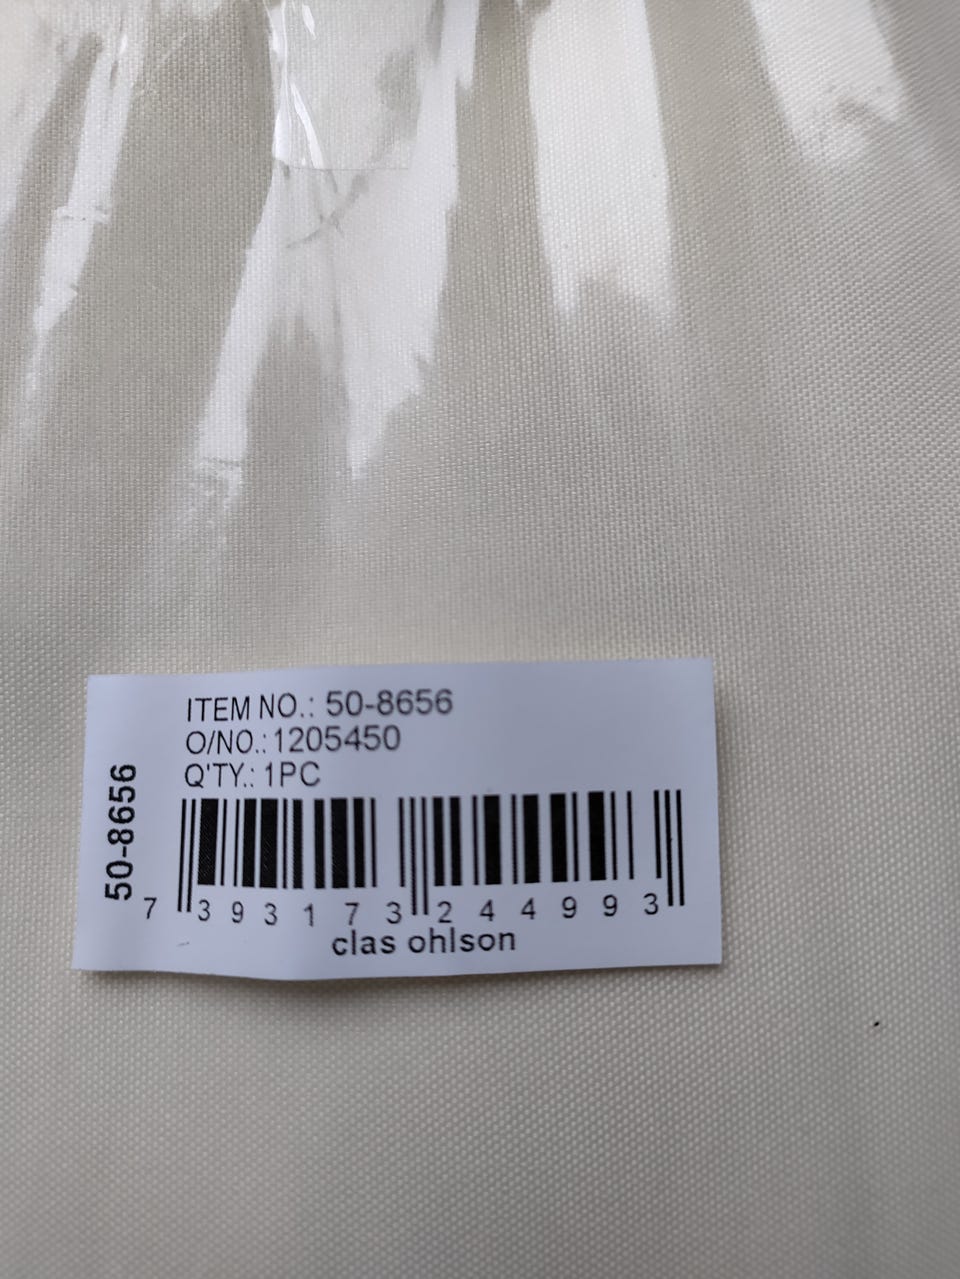 ITEM NO.: 50-8656
O/NO.: 1205450
Q'TY.: 1PC
50-8656
7 393173 244993
clas ohlson